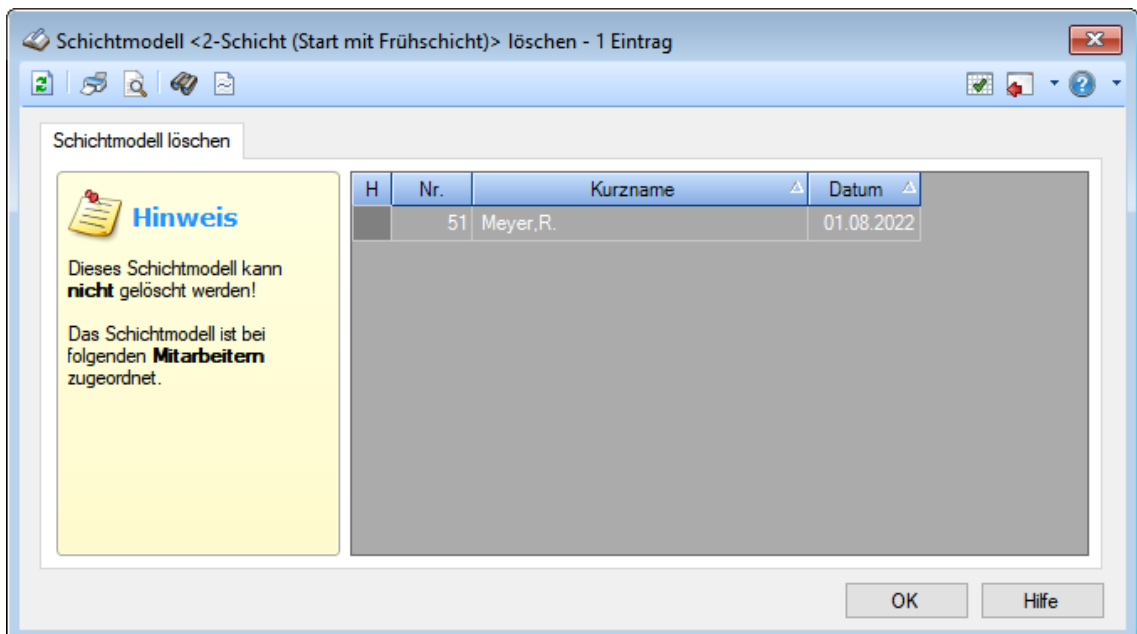 Schichtmodell <2-Schicht (Start mit Frühschicht)> löschen - 1 Eintrag
Schichtmodell löschen
Hinweis
Dieses Schichtmodell kann
nicht gelöscht werden!
Das Schichtmodell ist bei
folgenden Mitarbeitern
zugeordnet.
H Nr. Kurzname Datum
51 Meyer,R. 01.08.2022
OK Hilfe